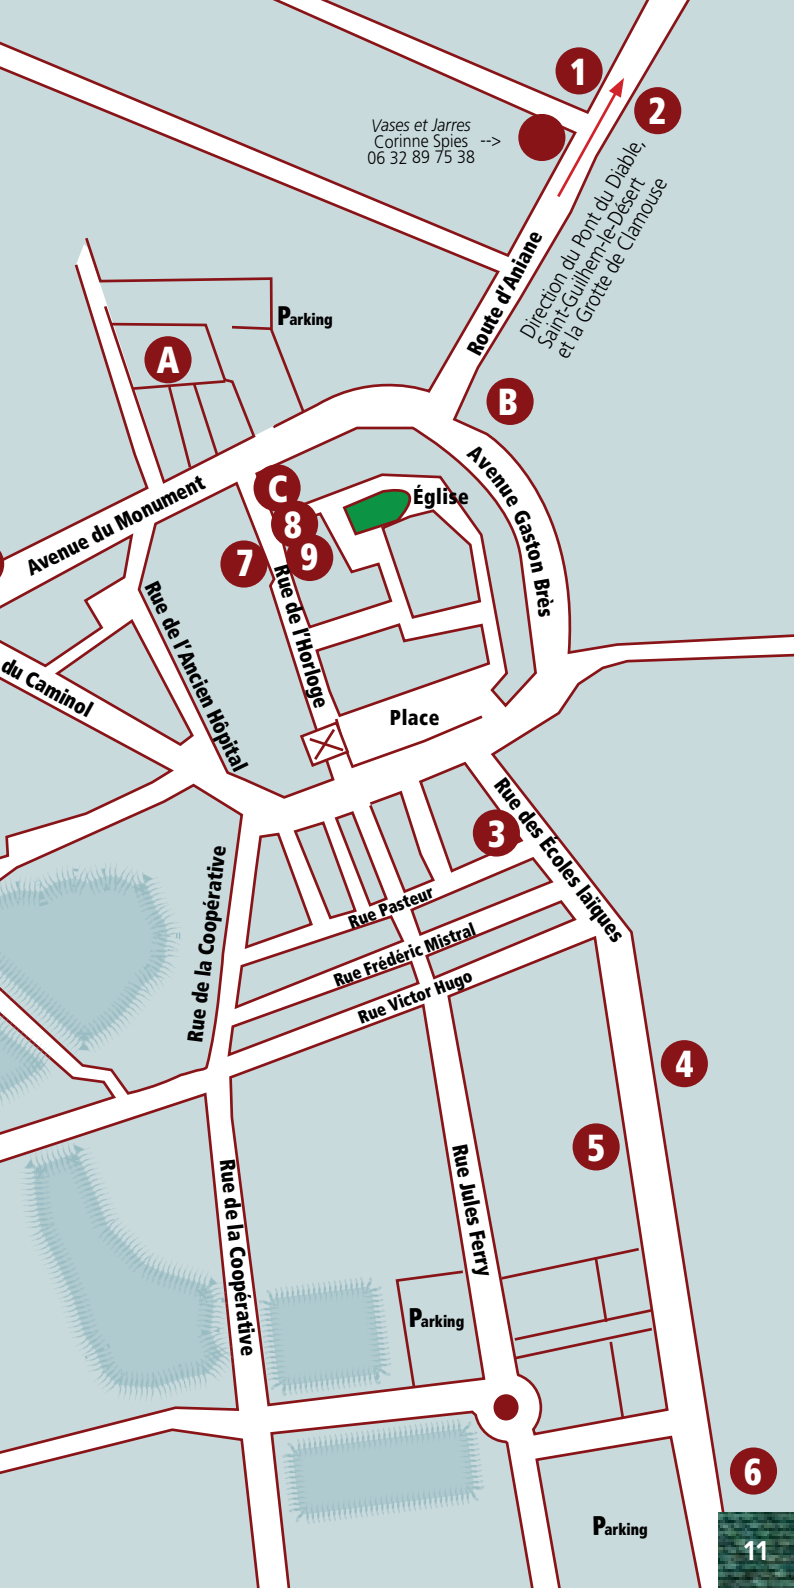 1
2
Vases et Jarres
Corinne Spies -->
06 32 89 75 38
Direction du Pont du Diable,
Saint-Guilhem-le-Désert
et la Grotte de Clamouse
Route d'Aniane
Parking
A
B
Avenue du Monument
C
Église
8
9
7
Avenue Gaston Brès
Rue de l'Ancien Hôpital
Rue de l'Horloge
du Caminol
Place
3
Rue des Écoles laïques
Rue de la Coopérative
Rue Pasteur
Rue Frédéric Mistral
Rue Victor Hugo
4
5
Rue Jules Ferry
Rue de la Coopérative
Parking
6
Parking
11